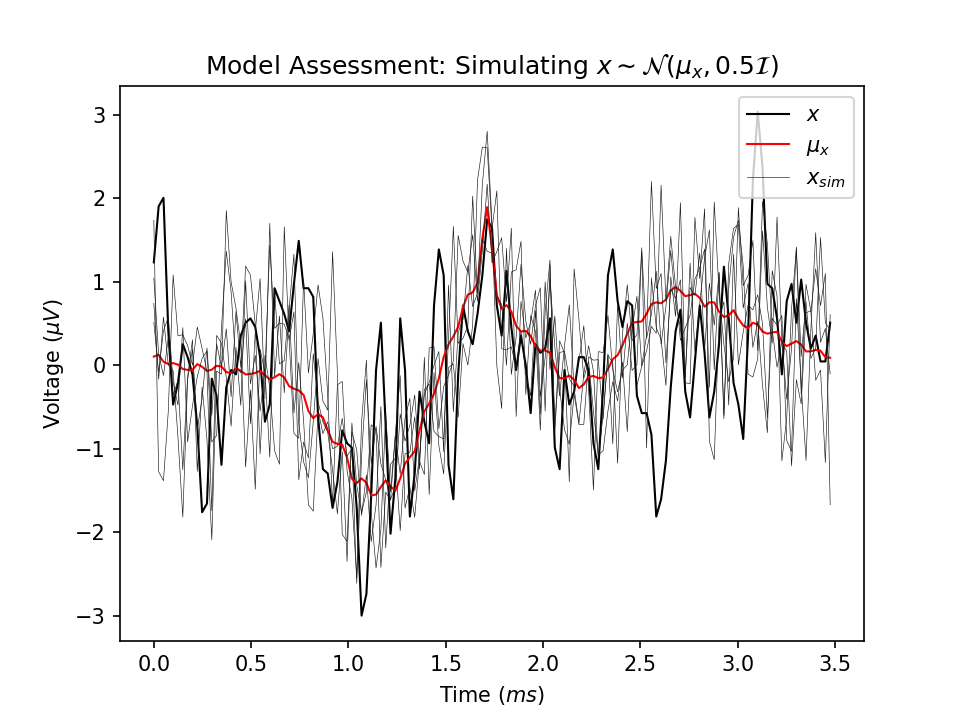 Model Assessment: Simulating x ∼ 𝒩(μₓ, 0.5ℐ)
x
μₓ
x_sim
Voltage (μV)
3
2
1
0
−1
−2
−3
0.0 0.5 1.0 1.5 2.0 2.5 3.0 3.5
Time (ms)